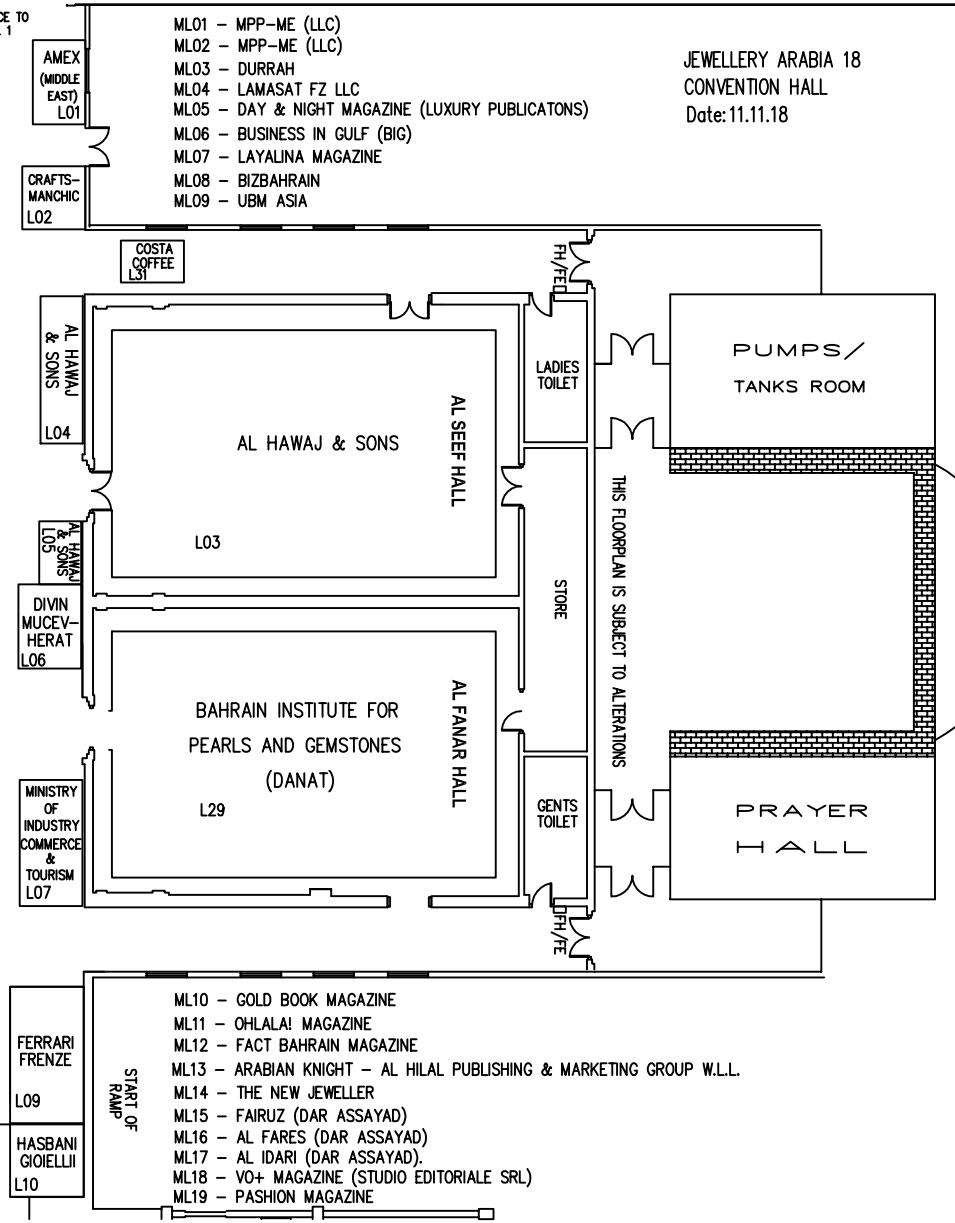 CE TO
L 1
AMEX
(MIDDLE
EAST)
L01
CRAFTS-
MANCHIC
L02
ML01 - MPP-ME (LLC)
ML02 - MPP-ME (LLC)
ML03 - DURRAH
ML04 - LAMASAT FZ LLC
ML05 - DAY & NIGHT MAGAZINE (LUXURY PUBLICATONS)
ML06 - BUSINESS IN GULF (BIG)
ML07 - LAYALINA MAGAZINE
ML08 - BIZBAHRAIN
ML09 - UBM ASIA
JEWELLERY ARABIA 18
CONVENTION HALL
Date:11.11.18
COSTA
COFFEE
L31
FH/FE
AL HAWAJ
& SONS
L04
AL HAWAJ & SONS
L03
AL SEEF HALL
LADIES
TOILET
PUMPS/
TANKS ROOM
AL HAWAJ
& SONS
L05
DIVIN
MUCEV-
HERAT
L06
STORE
THIS FLOORPLAN IS SUBJECT TO ALTERATIONS
BAHRAIN INSTITUTE FOR
PEARLS AND GEMSTONES
(DANAT)
L29
AL FANAR HALL
MINISTRY
OF
INDUSTRY
COMMERCE
&
TOURISM
L07
GENTS
TOILET
PRAYER
HALL
FH/FE
FERRARI
FRENZE
L09
HASBANI
GIOIELLII
L10
START OF
RAMP
ML10 - GOLD BOOK MAGAZINE
ML11 - OHLALA! MAGAZINE
ML12 - FACT BAHRAIN MAGAZINE
ML13 - ARABIAN KNIGHT - AL HILAL PUBLISHING & MARKETING GROUP W.L.L.
ML14 - THE NEW JEWELLER
ML15 - FAIRUZ (DAR ASSAYAD)
ML16 - AL FARES (DAR ASSAYAD)
ML17 - AL IDARI (DAR ASSAYAD).
ML18 - VO+ MAGAZINE (STUDIO EDITORIALE SRL)
ML19 - PASHION MAGAZINE